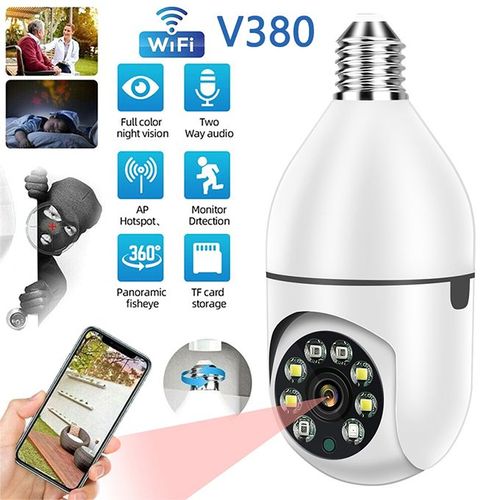 WiFi
V380
Full color
night vision
Two
Way audio
AP
Hotspot、
Monitor
Drtection
360°
Panoramic
fisheye
TF card
storage